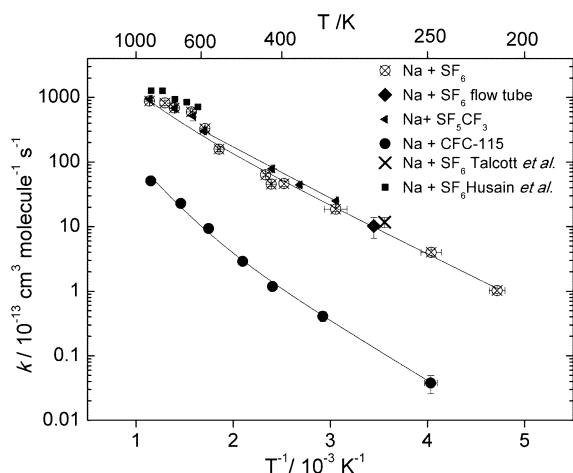 T /K
1000 600 400 250 200
Na + SF6
Na + SF6 flow tube
Na+ SF5CF3
Na + CFC-115
Na + SF6 Talcott et al.
Na + SF6Husain et al.
k / 10-13 cm3 molecule-1 s-1
1000
100
10
1
0.1
0.01
1 2 3 4 5
T-1 / 10-3 K-1